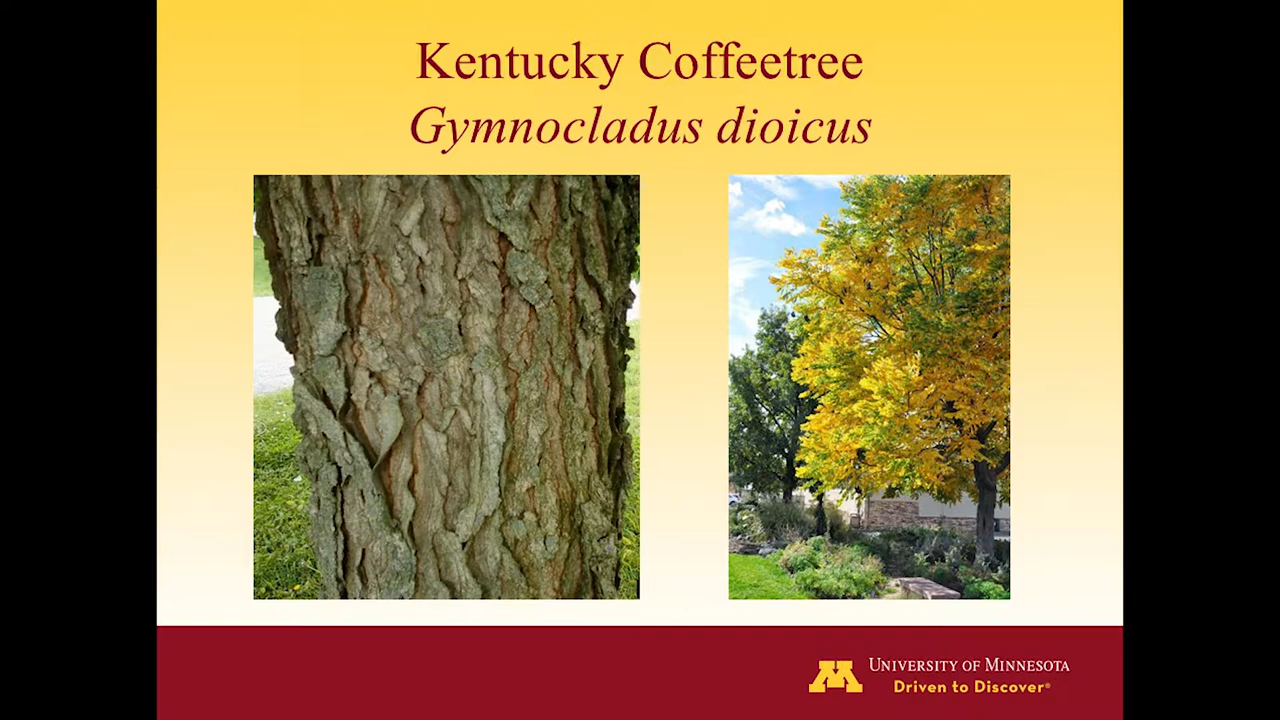 Kentucky Coffeetree
Gymnocladus dioicus
UNIVERSITY OF MINNESOTA
Driven to Discover®